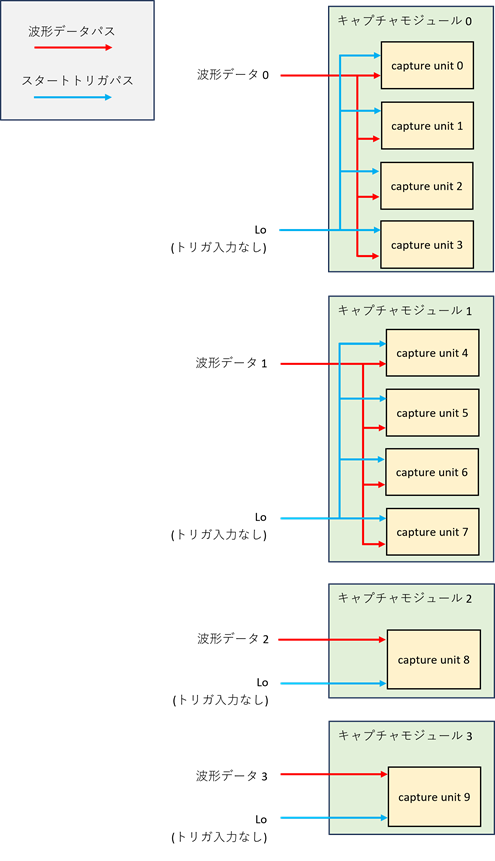 波形データパス
スタートトリガパス
キャプチャモジュール 0
波形データ 0
capture unit 0
capture unit 1
capture unit 2
Lo
(トリガ入力なし)
capture unit 3
キャプチャモジュール 1
波形データ 1
capture unit 4
capture unit 5
capture unit 6
Lo
(トリガ入力なし)
capture unit 7
キャプチャモジュール 2
波形データ 2
capture unit 8
Lo
(トリガ入力なし)
キャプチャモジュール 3
波形データ 3
capture unit 9
Lo
(トリガ入力なし)